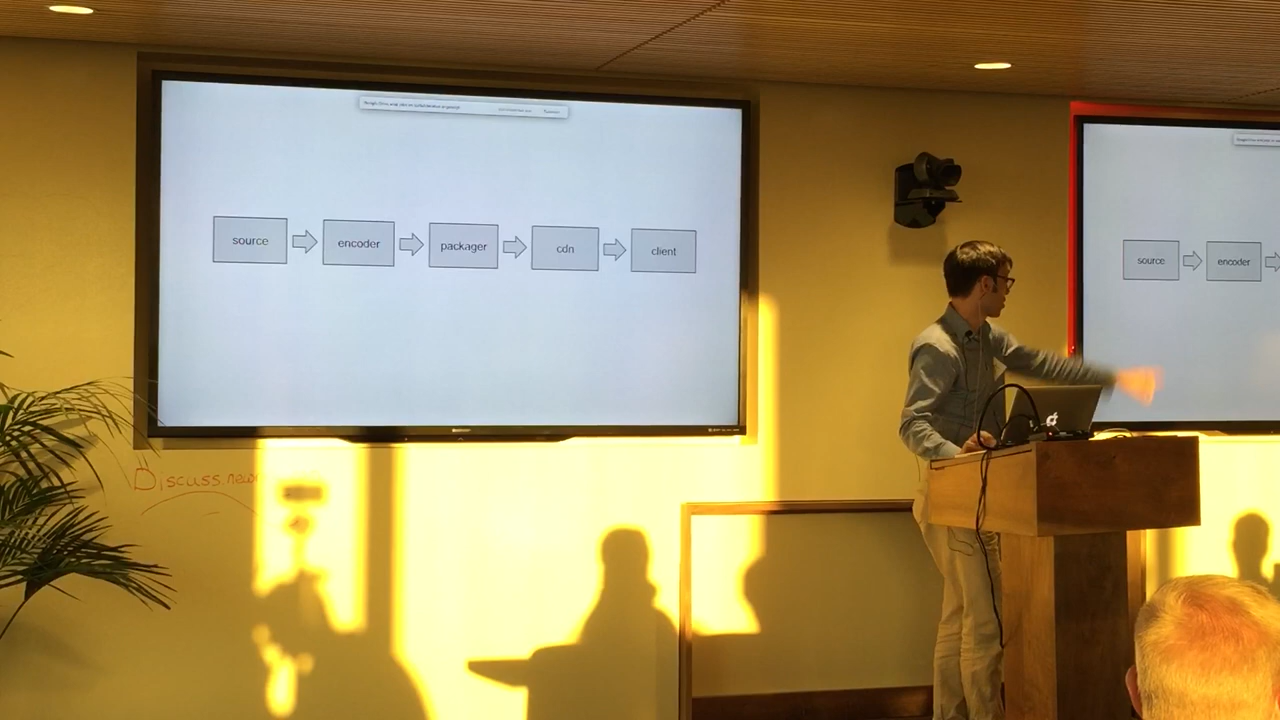 source
encoder
packager
cdn
client
source
encoder
Discuss.new